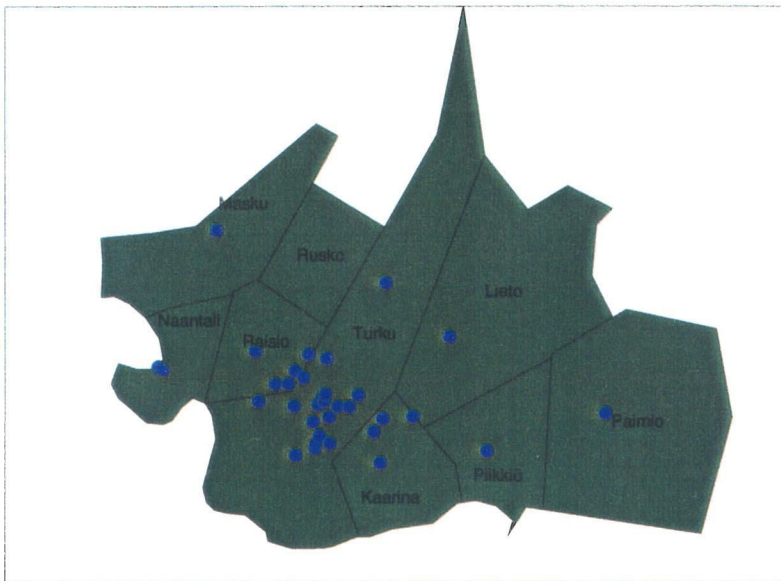 Masku
Rusko
Lieto
Naantali
Raisio
Turku
Paimio
Piikkiö
Kaarina